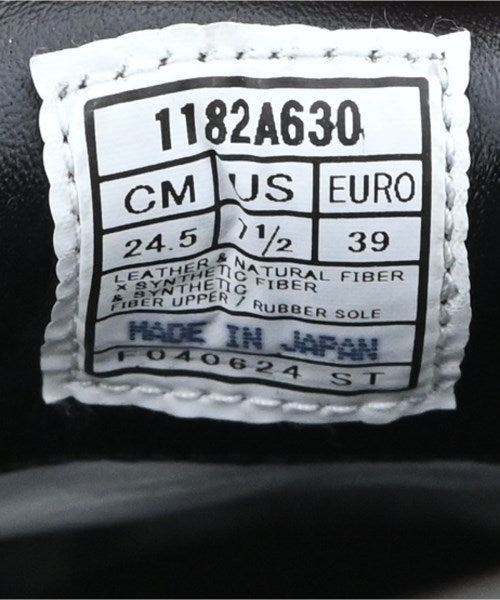 1182A630
CM US EURO
24.5 1/2 39
LEATHER & NATURAL FIBER
× SYNTHETIC FIBER
& SYNTHETIC
FIBER UPPER / RUBBER SOLE
MADE IN JAPAN
F040624 ST